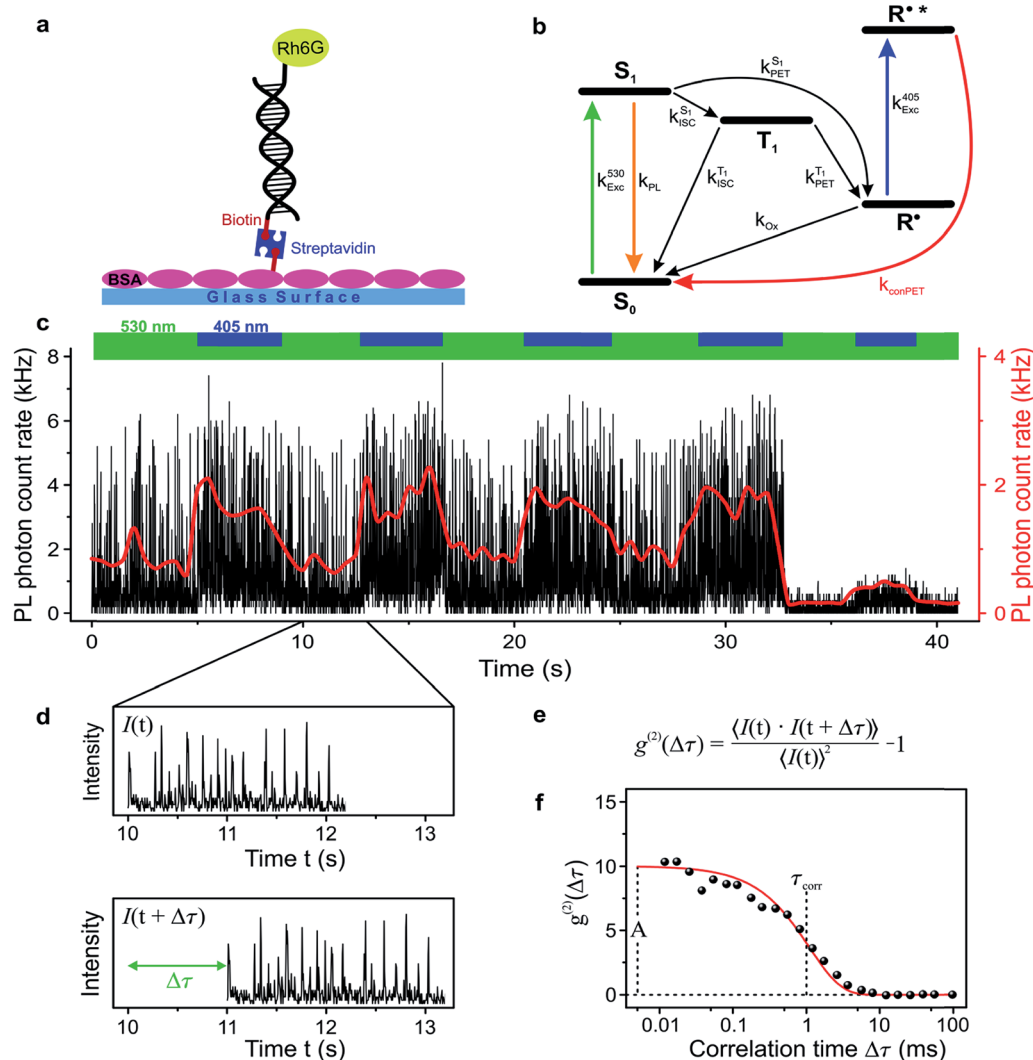 a
Rh6G
Biotin
Streptavidin
BSA
Glass Surface
b
R• *
S₁
k_PET^S₁
k_ISC^S₁
k_Exc^405
T₁
k_Exc^530
k_PL
k_ISC^T₁
k_PET^T₁
R•
k_Ox
k_conPET
S₀
c
530 nm 405 nm
8
6
4
2
0
PL photon count rate (kHz)
4
2
0
PL photon count rate (kHz)
0 10 20 30 40
Time (s)
d
I(t)
Intensity
10 11 12 13
Time t (s)
I(t + Δτ)
Intensity
Δτ
10 11 12 13
Time t (s)
e
g⁽²⁾(Δτ) = ⟨I(t) · I(t + Δτ)⟩ / ⟨I(t)⟩² -1
f
15
10
5
0
g⁽²⁾(Δτ)
τ_corr
A
0.01 0.1 1 10 100
Correlation time Δτ (ms)